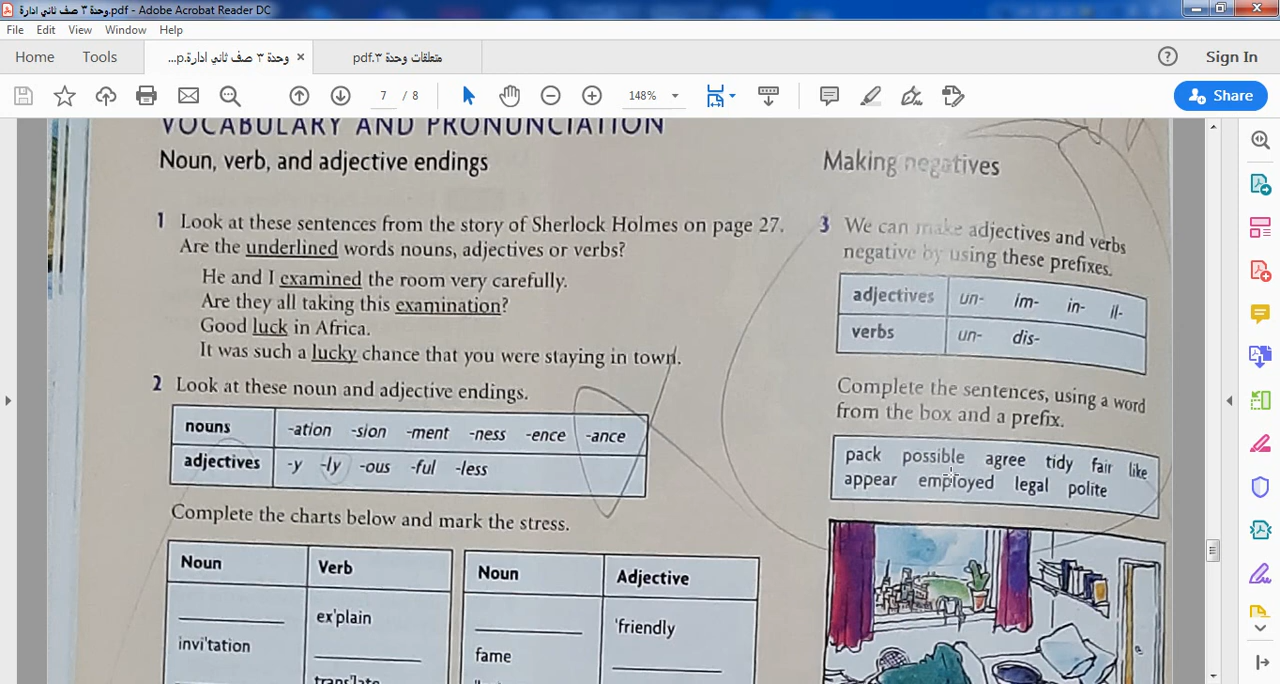 وحدة ٣ صف ثاني ادارة.pdf - Adobe Acrobat Reader DC
File Edit View Window Help
Home Tools وحدة ٣ صف ثاني ادارة.p... × متعلقات وحدة ٣.pdf Sign In
7 / 8 148% Share
VOCABULARY AND PRONUNCIATION
Noun, verb, and adjective endings
1 Look at these sentences from the story of Sherlock Holmes on page 27.
Are the underlined words nouns, adjectives or verbs?
He and I examined the room very carefully.
Are they all taking this examination?
Good luck in Africa.
It was such a lucky chance that you were staying in town.
2 Look at these noun and adjective endings.
nouns -ation -sion -ment -ness -ence -ance
adjectives -y -ly -ous -ful -less
Complete the charts below and mark the stress.
Noun Verb
ex'plain
invi'tation
trans'late
Noun Adjective
'friendly
fame
Making negatives
3 We can make adjectives and verbs
negative by using these prefixes.
adjectives un- im- in- il-
verbs un- dis-
Complete the sentences, using a word
from the box and a prefix.
pack possible agree tidy fair like
appear employed legal polite